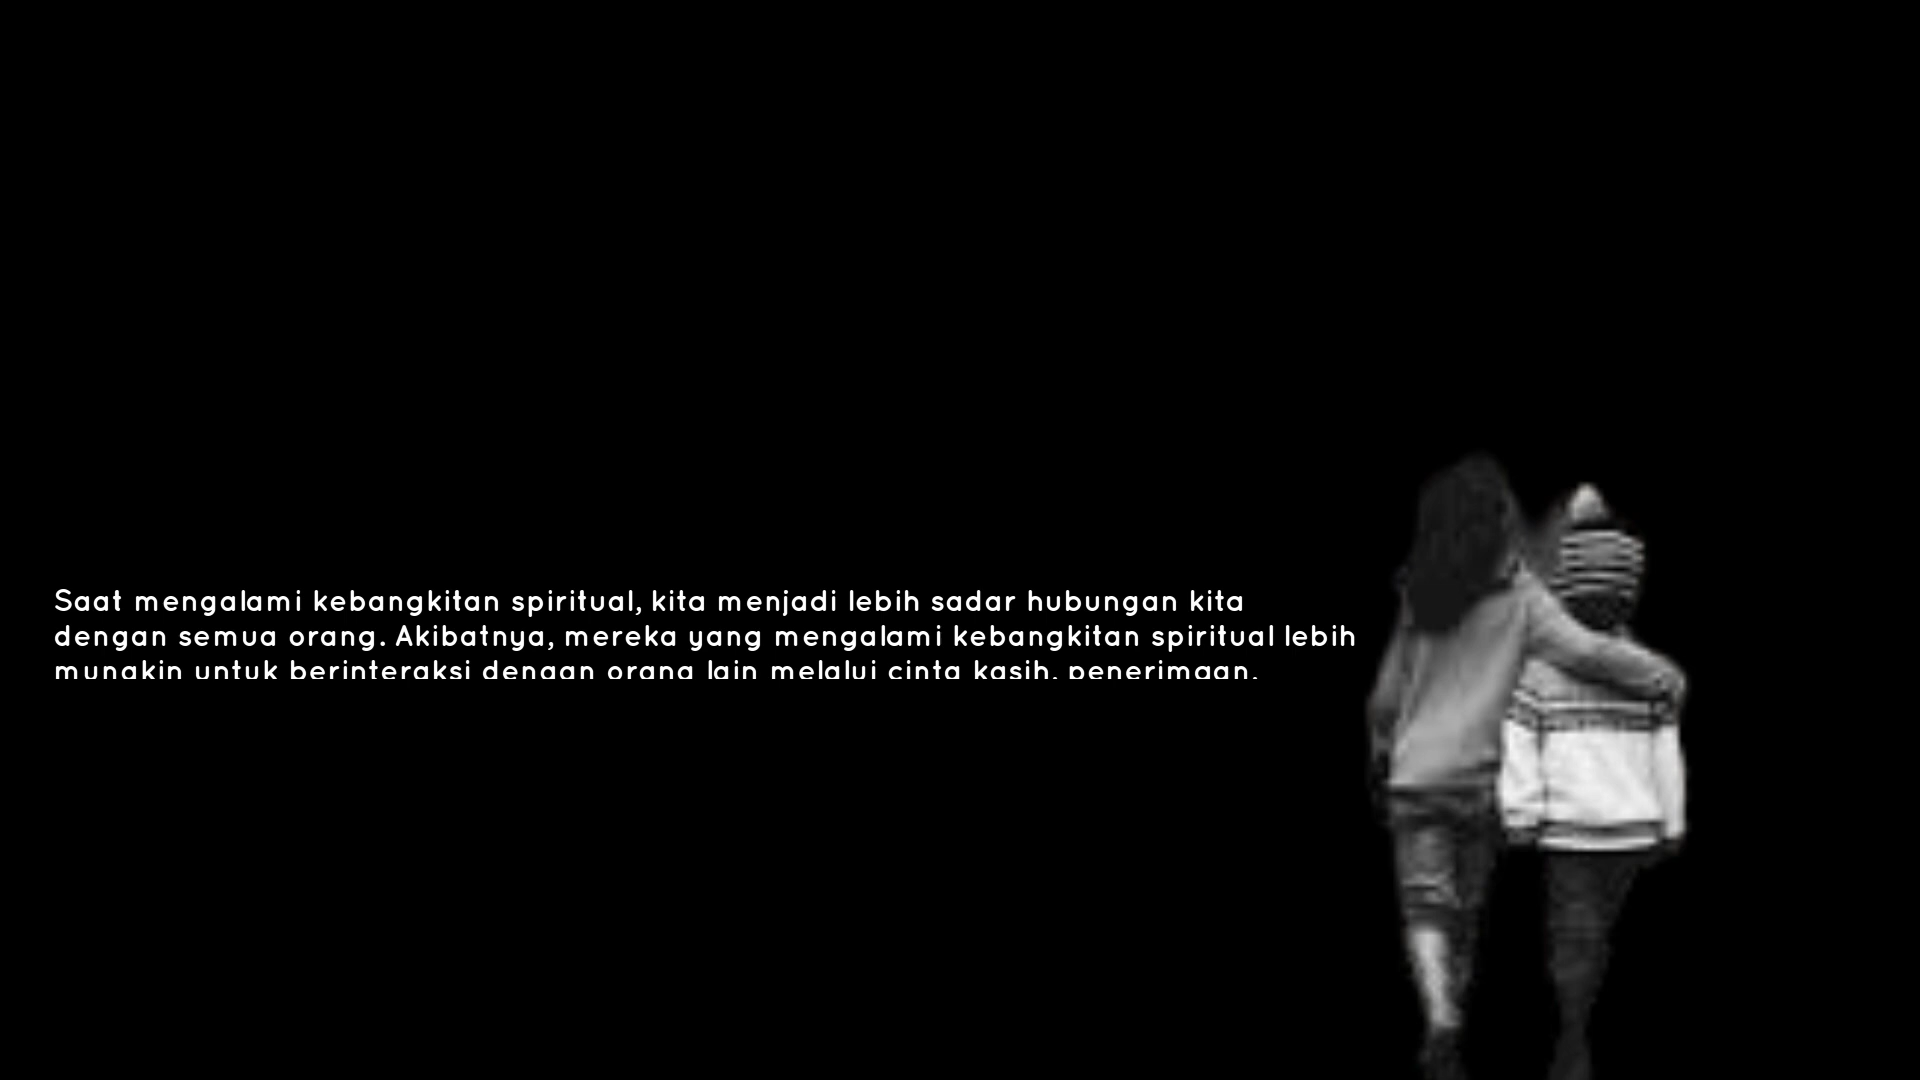 Saat mengalami kebangkitan spiritual, kita menjadi lebih sadar hubungan kita
dengan semua orang. Akibatnya, mereka yang mengalami kebangkitan spiritual lebih
mungkin untuk berinteraksi dengan orang lain melalui cinta kasih, penerimaan,